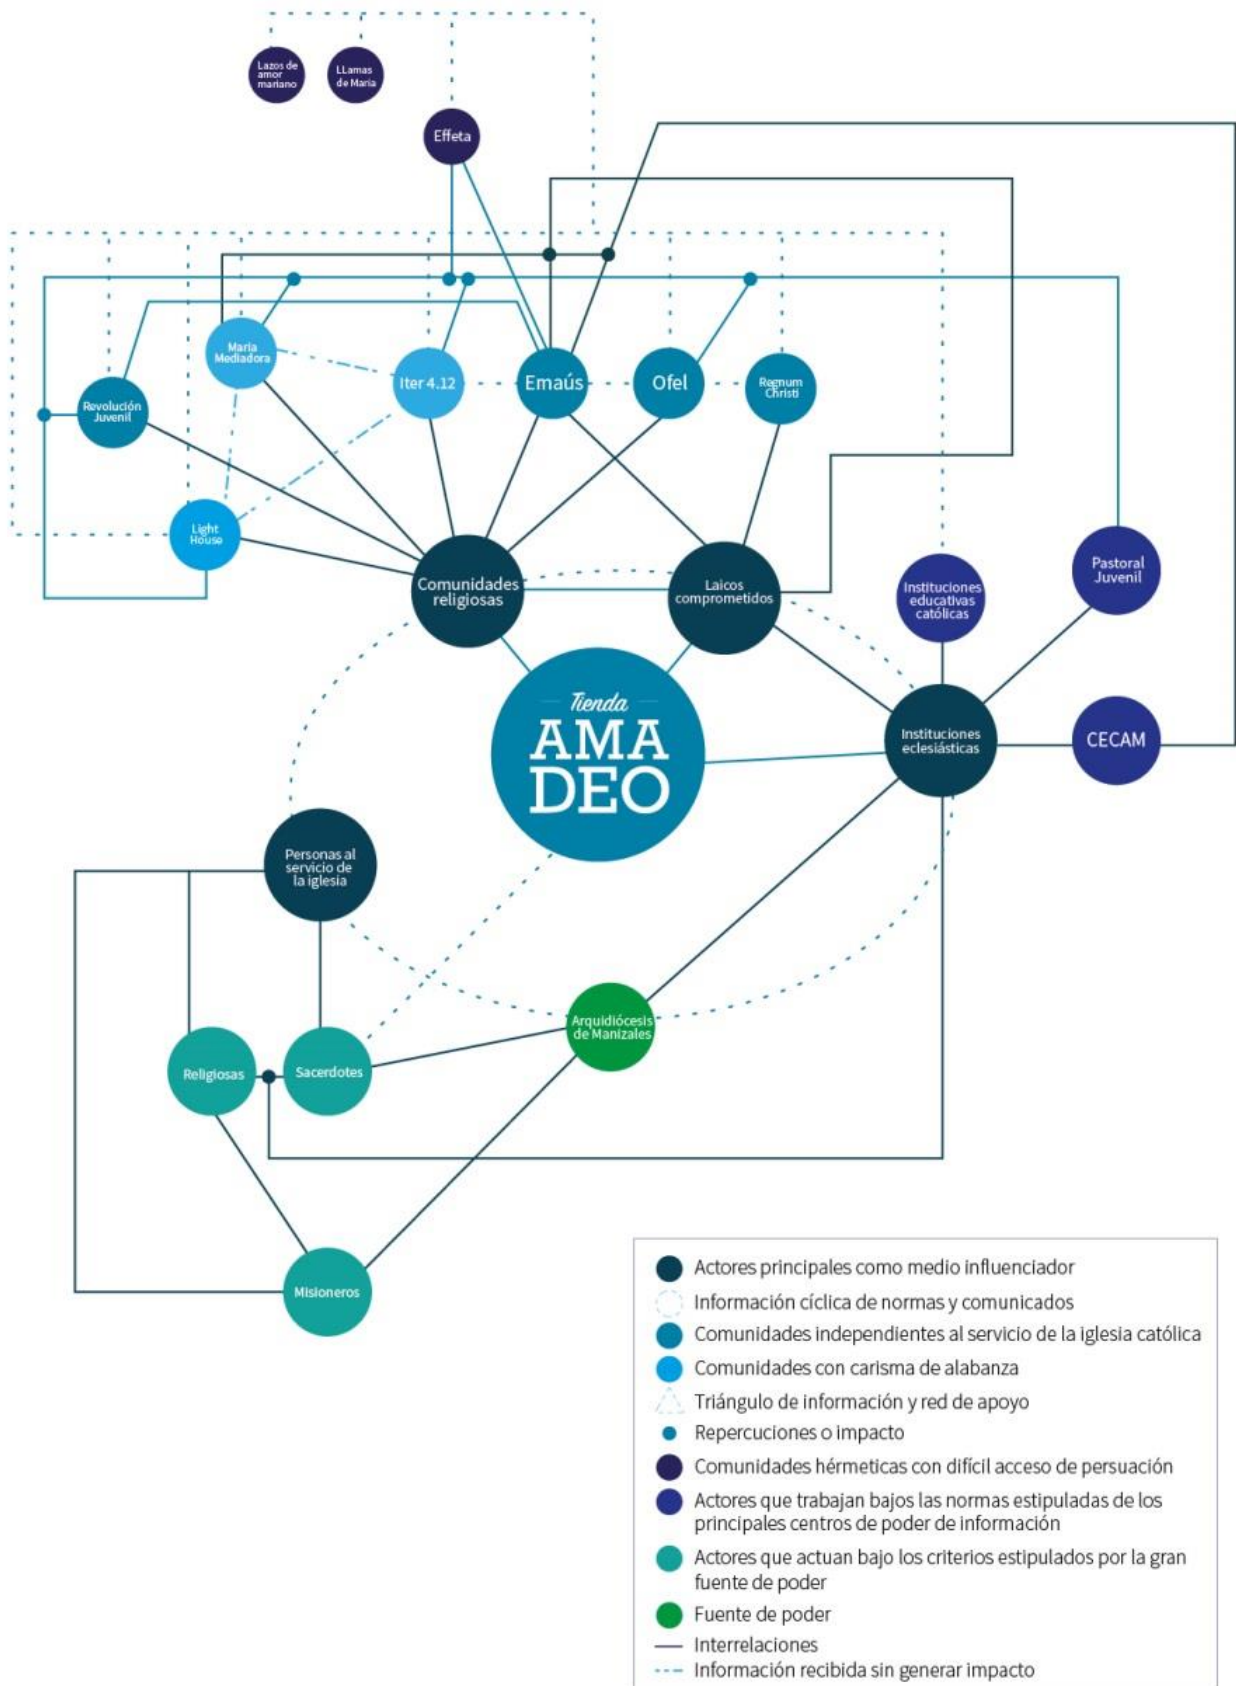 Lazos de
amor
mariano
LLamas
de Maria
Effeta
Maria
Mediadora
Iter 4.12
Emaús
Ofel
Regnum
Christi
Revolución
Juvenil
Light
House
Comunidades
religiosas
Laicos
comprometidos
Instituciones
educativas
católicas
Pastoral
Juvenil
Tienda
AMA
DEO
Instituciones
eclesiásticas
CECAM
Personas al
servicio de
la iglesia
Arquidiócesis
de Manizales
Religiosas
Sacerdotes
Misioneros
Actores principales como medio influenciador
Información cíclica de normas y comunicados
Comunidades independientes al servicio de la iglesia católica
Comunidades con carisma de alabanza
Triángulo de información y red de apoyo
Repercuciones o impacto
Comunidades hérmeticas con difícil acceso de persuación
Actores que trabajan bajos las normas estipuladas de los
principales centros de poder de información
Actores que actuan bajo los criterios estipulados por la gran
fuente de poder
Fuente de poder
Interrelaciones
Información recibida sin generar impacto